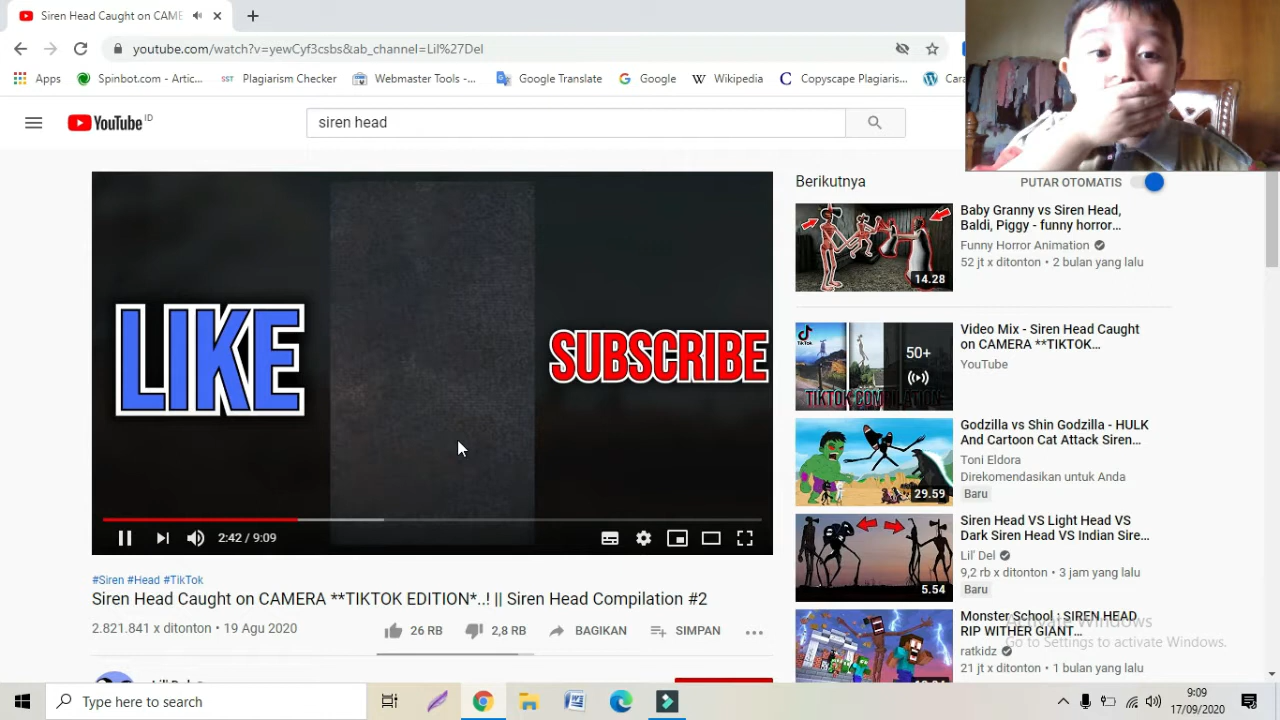 Siren Head Caught on CAME
youtube.com/watch?v=yewCyf3csbs&ab_channel=Lil%27Del
Apps
Spinbot.com - Artic...
SST Plagiarism Checker
Webmaster Tools -...
Google Translate
Google
Wikipedia
Copyscape Plagiaris...
Cara
YouTube ID
siren head
LIKE
SUBSCRIBE
2:42 / 9:09
#Siren #Head #TikTok
Siren Head Caught on CAMERA **TIKTOK EDITION*..! || Siren Head Compilation #2
2.821.841 x ditonton • 19 Agu 2020
26 RB
2,8 RB
BAGIKAN
SIMPAN
Berikutnya
PUTAR OTOMATIS
14.28
Baby Granny vs Siren Head,
Baldi, Piggy - funny horror...
Funny Horror Animation
52 jt x ditonton • 2 bulan yang lalu
TikTok
50+
TIKTOK COMPILATION
Video Mix - Siren Head Caught
on CAMERA **TIKTOK...
YouTube
29.59
Godzilla vs Shin Godzilla - HULK
And Cartoon Cat Attack Siren...
Toni Eldora
Direkomendasikan untuk Anda
Baru
5.54
Siren Head VS Light Head VS
Dark Siren Head VS Indian Sire...
Lil' Del
9,2 rb x ditonton • 3 jam yang lalu
Baru
Monster School : SIREN HEAD
RIP WITHER GIANT...
ratkidz
21 jt x ditonton • 1 bulan yang lalu
Activate Windows
Go to Settings to activate Windows.
Type here to search
9:09
17/09/2020